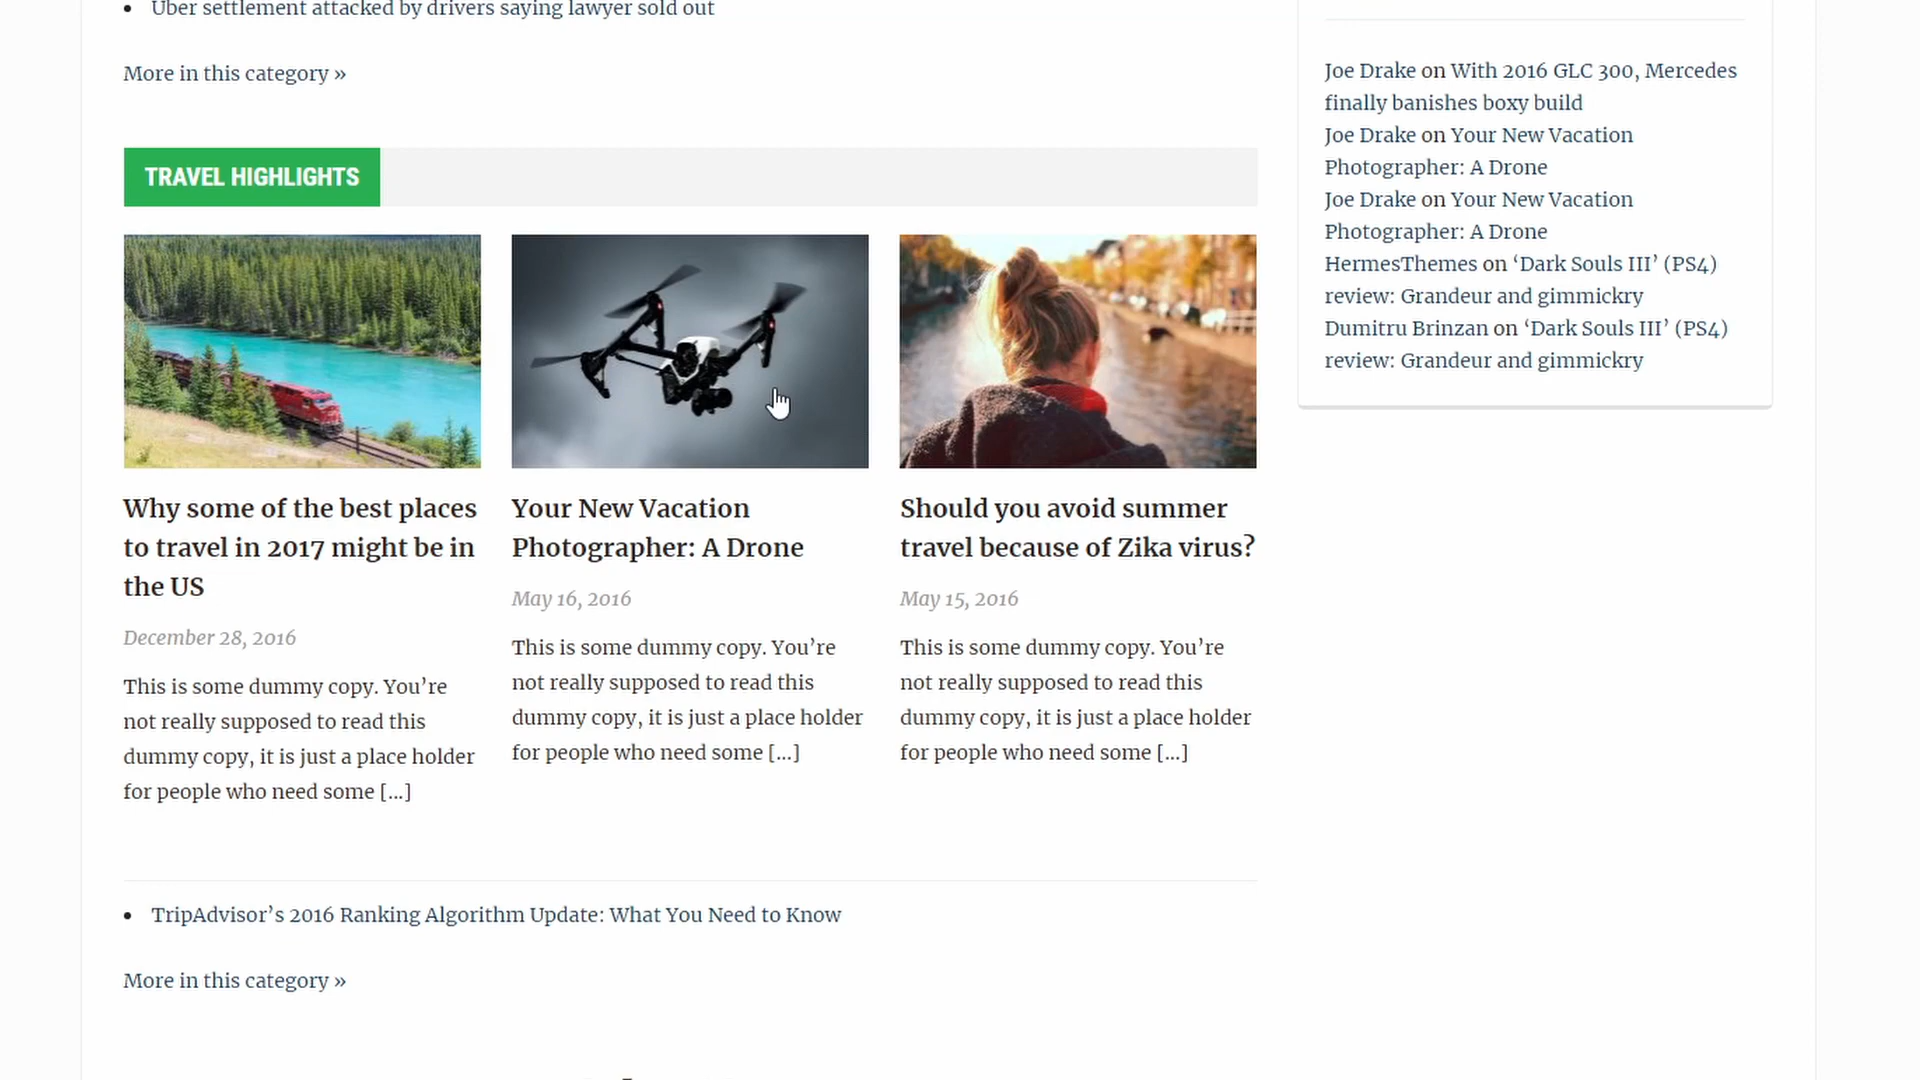 Uber settlement attacked by drivers saying lawyer sold out
More in this category »
TRAVEL HIGHLIGHTS
Why some of the best places
to travel in 2017 might be in
the US
December 28, 2016
This is some dummy copy. You’re
not really supposed to read this
dummy copy, it is just a place holder
for people who need some [...]
Your New Vacation
Photographer: A Drone
May 16, 2016
This is some dummy copy. You’re
not really supposed to read this
dummy copy, it is just a place holder
for people who need some [...]
Should you avoid summer
travel because of Zika virus?
May 15, 2016
This is some dummy copy. You’re
not really supposed to read this
dummy copy, it is just a place holder
for people who need some [...]
TripAdvisor’s 2016 Ranking Algorithm Update: What You Need to Know
More in this category »
Joe Drake on With 2016 GLC 300, Mercedes
finally banishes boxy build
Joe Drake on Your New Vacation
Photographer: A Drone
Joe Drake on Your New Vacation
Photographer: A Drone
HermesThemes on ‘Dark Souls III’ (PS4)
review: Grandeur and gimmickry
Dumitru Brinzan on ‘Dark Souls III’ (PS4)
review: Grandeur and gimmickry